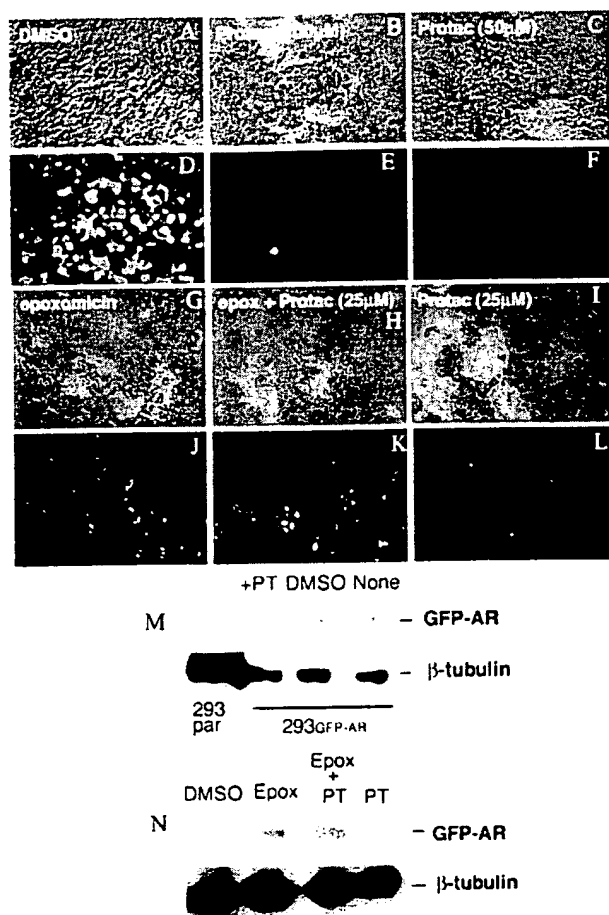 DMSO A
Protac B
Protac (50µM) C
D
E
F
epoxomicin G
epox + Protac (25µM) H
Protac (25µM) I
J
K
L
+PT DMSO None
M
GFP-AR
β-tubulin
293 par
293GFP-AR
Epox
+
DMSO Epox PT PT
N
GFP-AR
β-tubulin